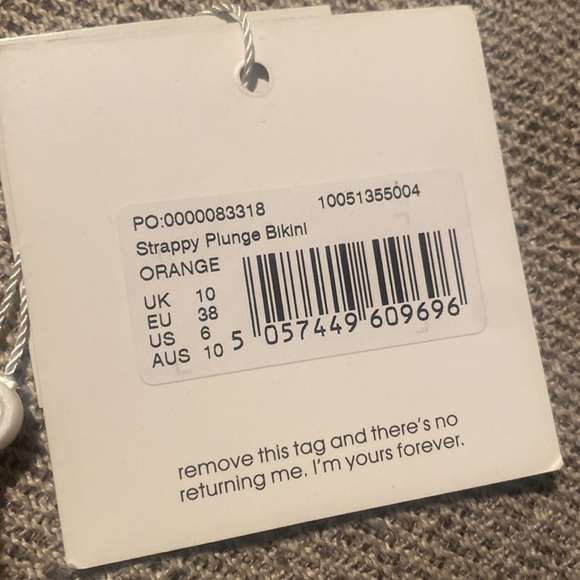 PO:0000083318 10051355004
Strappy Plunge Bikini
ORANGE
UK 10
EU 38
US 6
AUS 10
5 057449 609696
remove this tag and there's no
returning me. I'm yours forever.